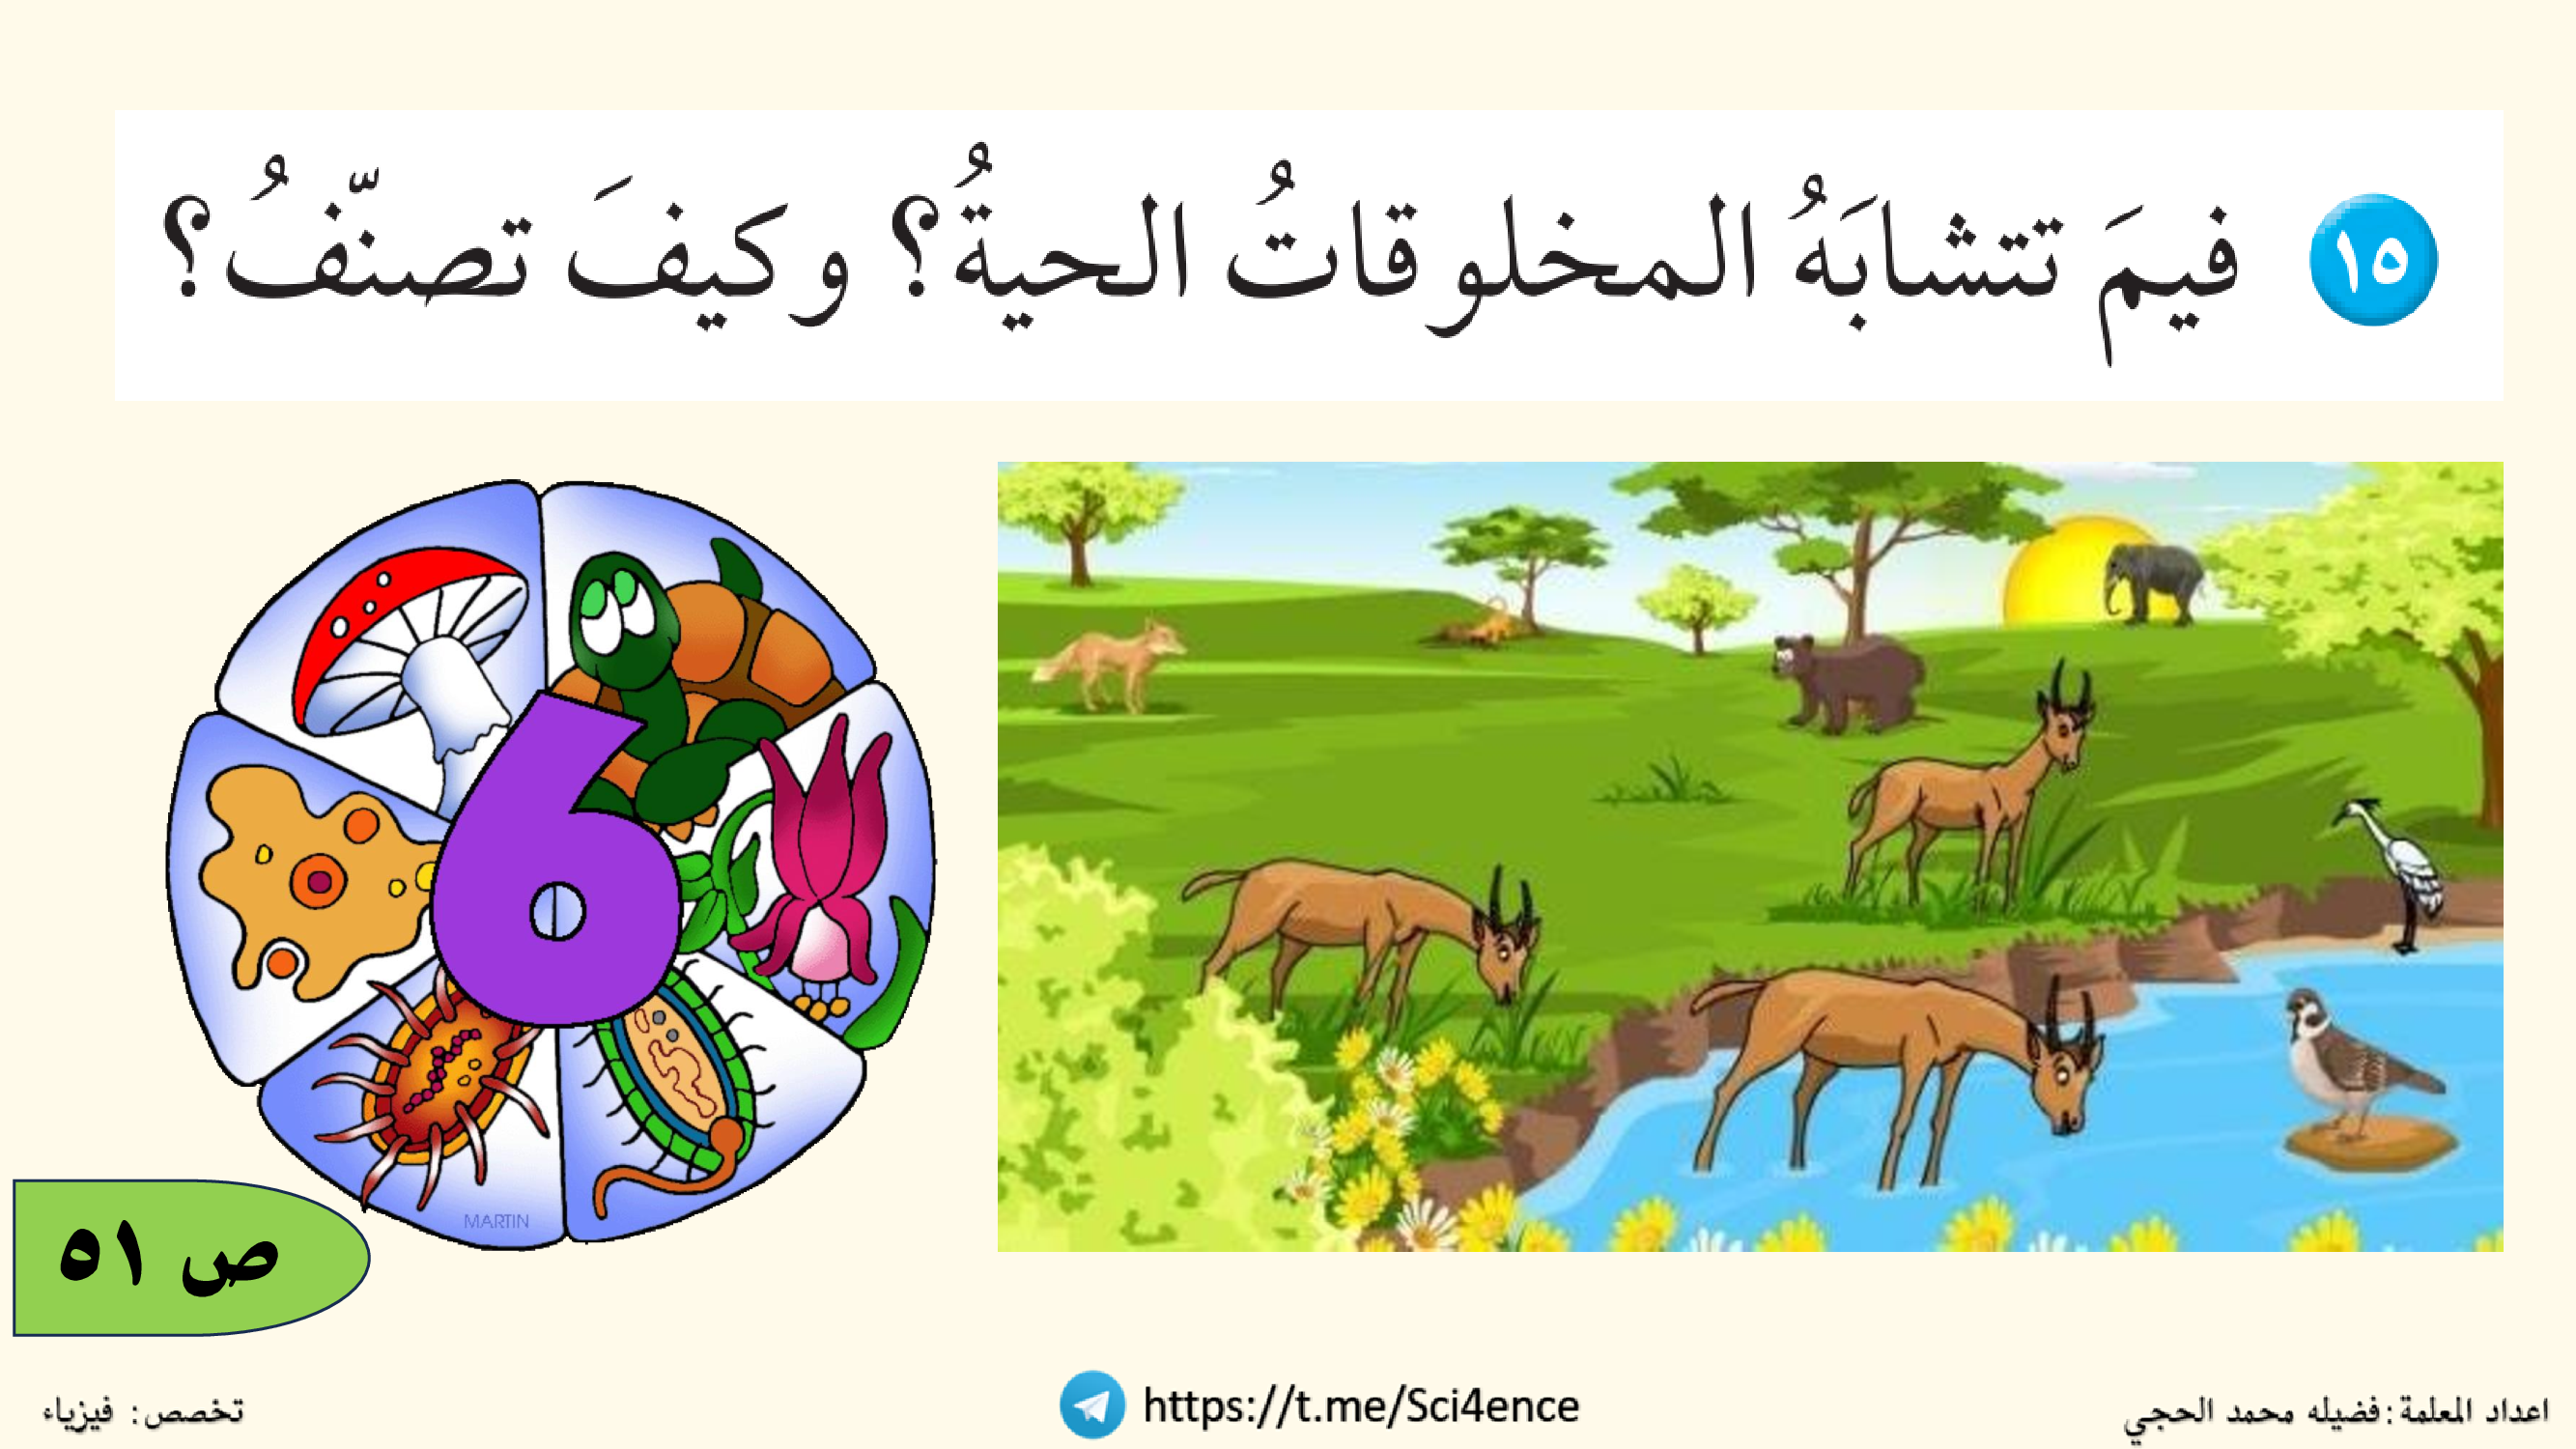 ١٥ فيمَ تتشابَهُ المخلوقاتُ الحيةُ؟ وكيفَ تصنّفُ؟
6
MARTIN
ص ٥١
اعداد المعلمة:فضيله محمد الحجي
https://t.me/Sci4ence
تخصص: فيزياء